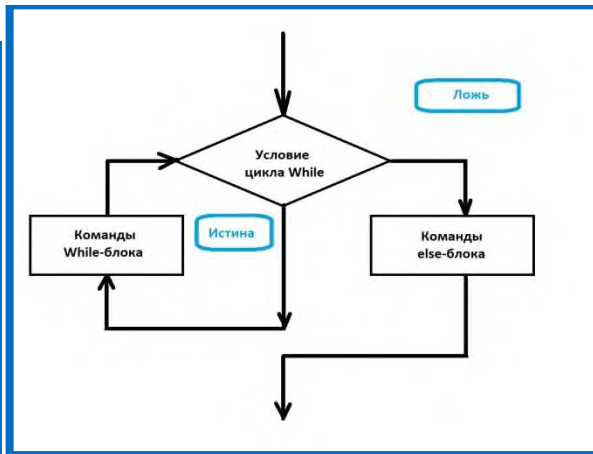 Ложь
Условие
цикла While
Истина
Команды
While-блока
Команды
else-блока